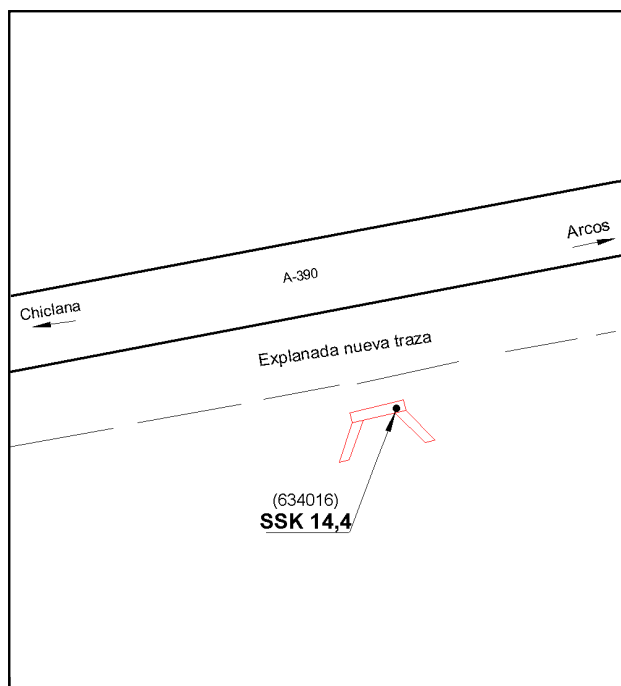 Arcos
A-390
Chiclana
Explanada nueva traza
(634016)
SSK 14,4